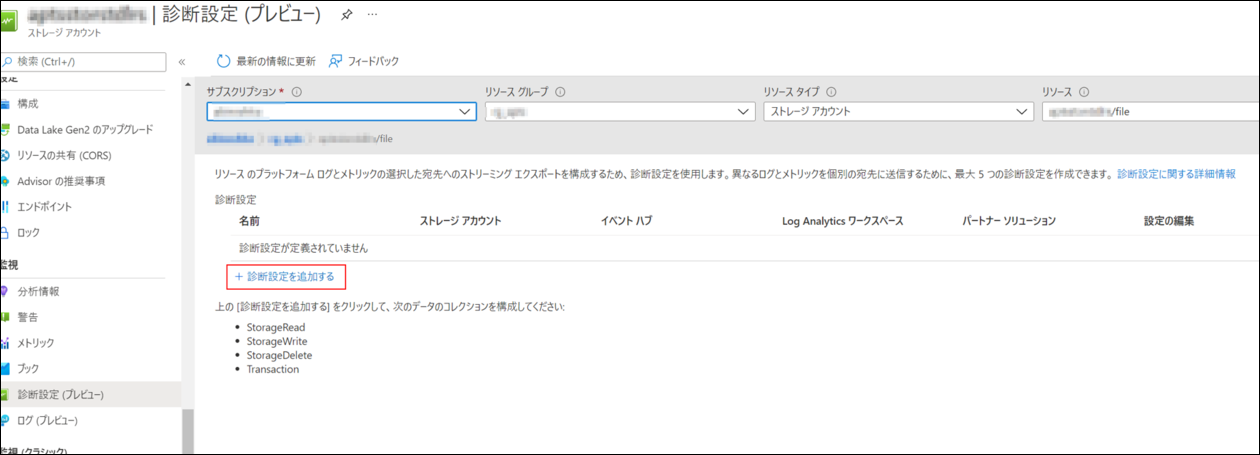 | 診断設定 (プレビュー)
ストレージ アカウント
検索 (Ctrl+/)
«
最新の情報に更新
フィードバック
サブスクリプション *
リソース グループ
リソース タイプ
リソース
ストレージ アカウント
/file
/file
構成
Data Lake Gen2 のアップグレード
リソースの共有 (CORS)
Advisor の推奨事項
エンドポイント
ロック
監視
分析情報
警告
メトリック
ブック
診断設定 (プレビュー)
ログ (プレビュー)
監視 (クラシック)
リソース のプラットフォーム ログとメトリックの選択した宛先へのストリーミング エクスポートを構成するため、診断設定を使用します。異なるログとメトリックを個別の宛先に送信するために、最大 5 つの診断設定を作成できます。 診断設定に関する詳細情報
診断設定
名前 ストレージ アカウント イベント ハブ Log Analytics ワークスペース パートナー ソリューション 設定の編集
診断設定が定義されていません
+ 診断設定を追加する
上の [診断設定を追加する] をクリックして、次のデータのコレクションを構成してください:
• StorageRead
• StorageWrite
• StorageDelete
• Transaction